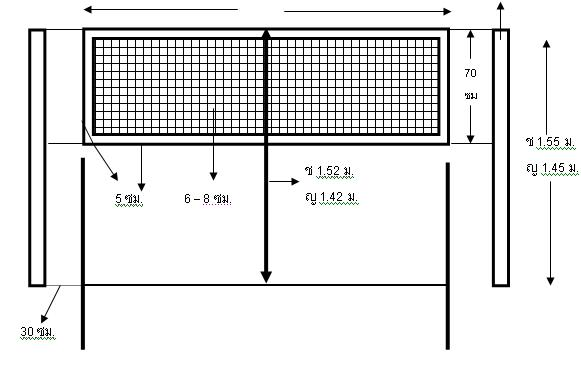 70
ซม
ช 1.55 ม.
ญ 1.45 ม.
ช 1.52 ม.
ญ 1.42 ม.
5 ซม.
6 – 8 ซม.
30 ซม.